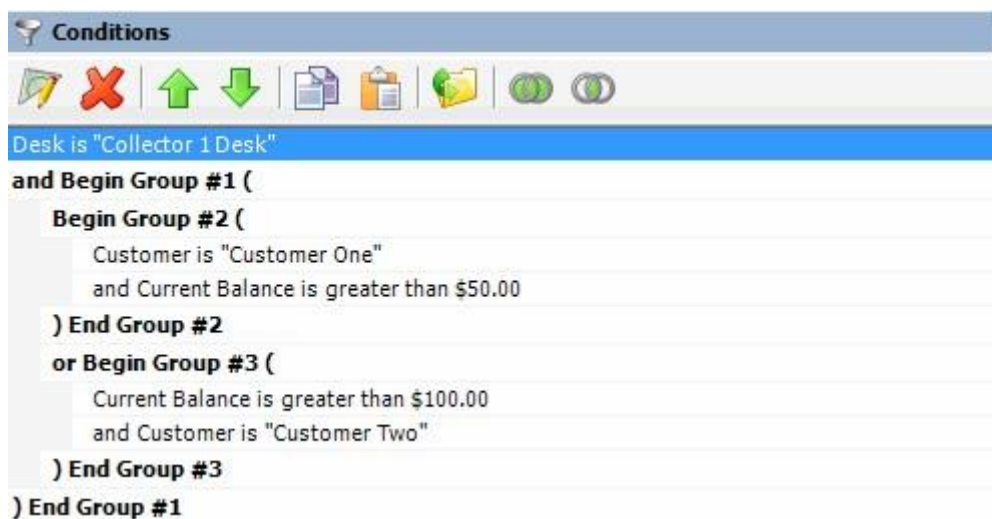 Conditions
Desk is "Collector 1 Desk"
and Begin Group #1 (
Begin Group #2 (
Customer is "Customer One"
and Current Balance is greater than $50.00
) End Group #2
or Begin Group #3 (
Current Balance is greater than $100.00
and Customer is "Customer Two"
) End Group #3
) End Group #1